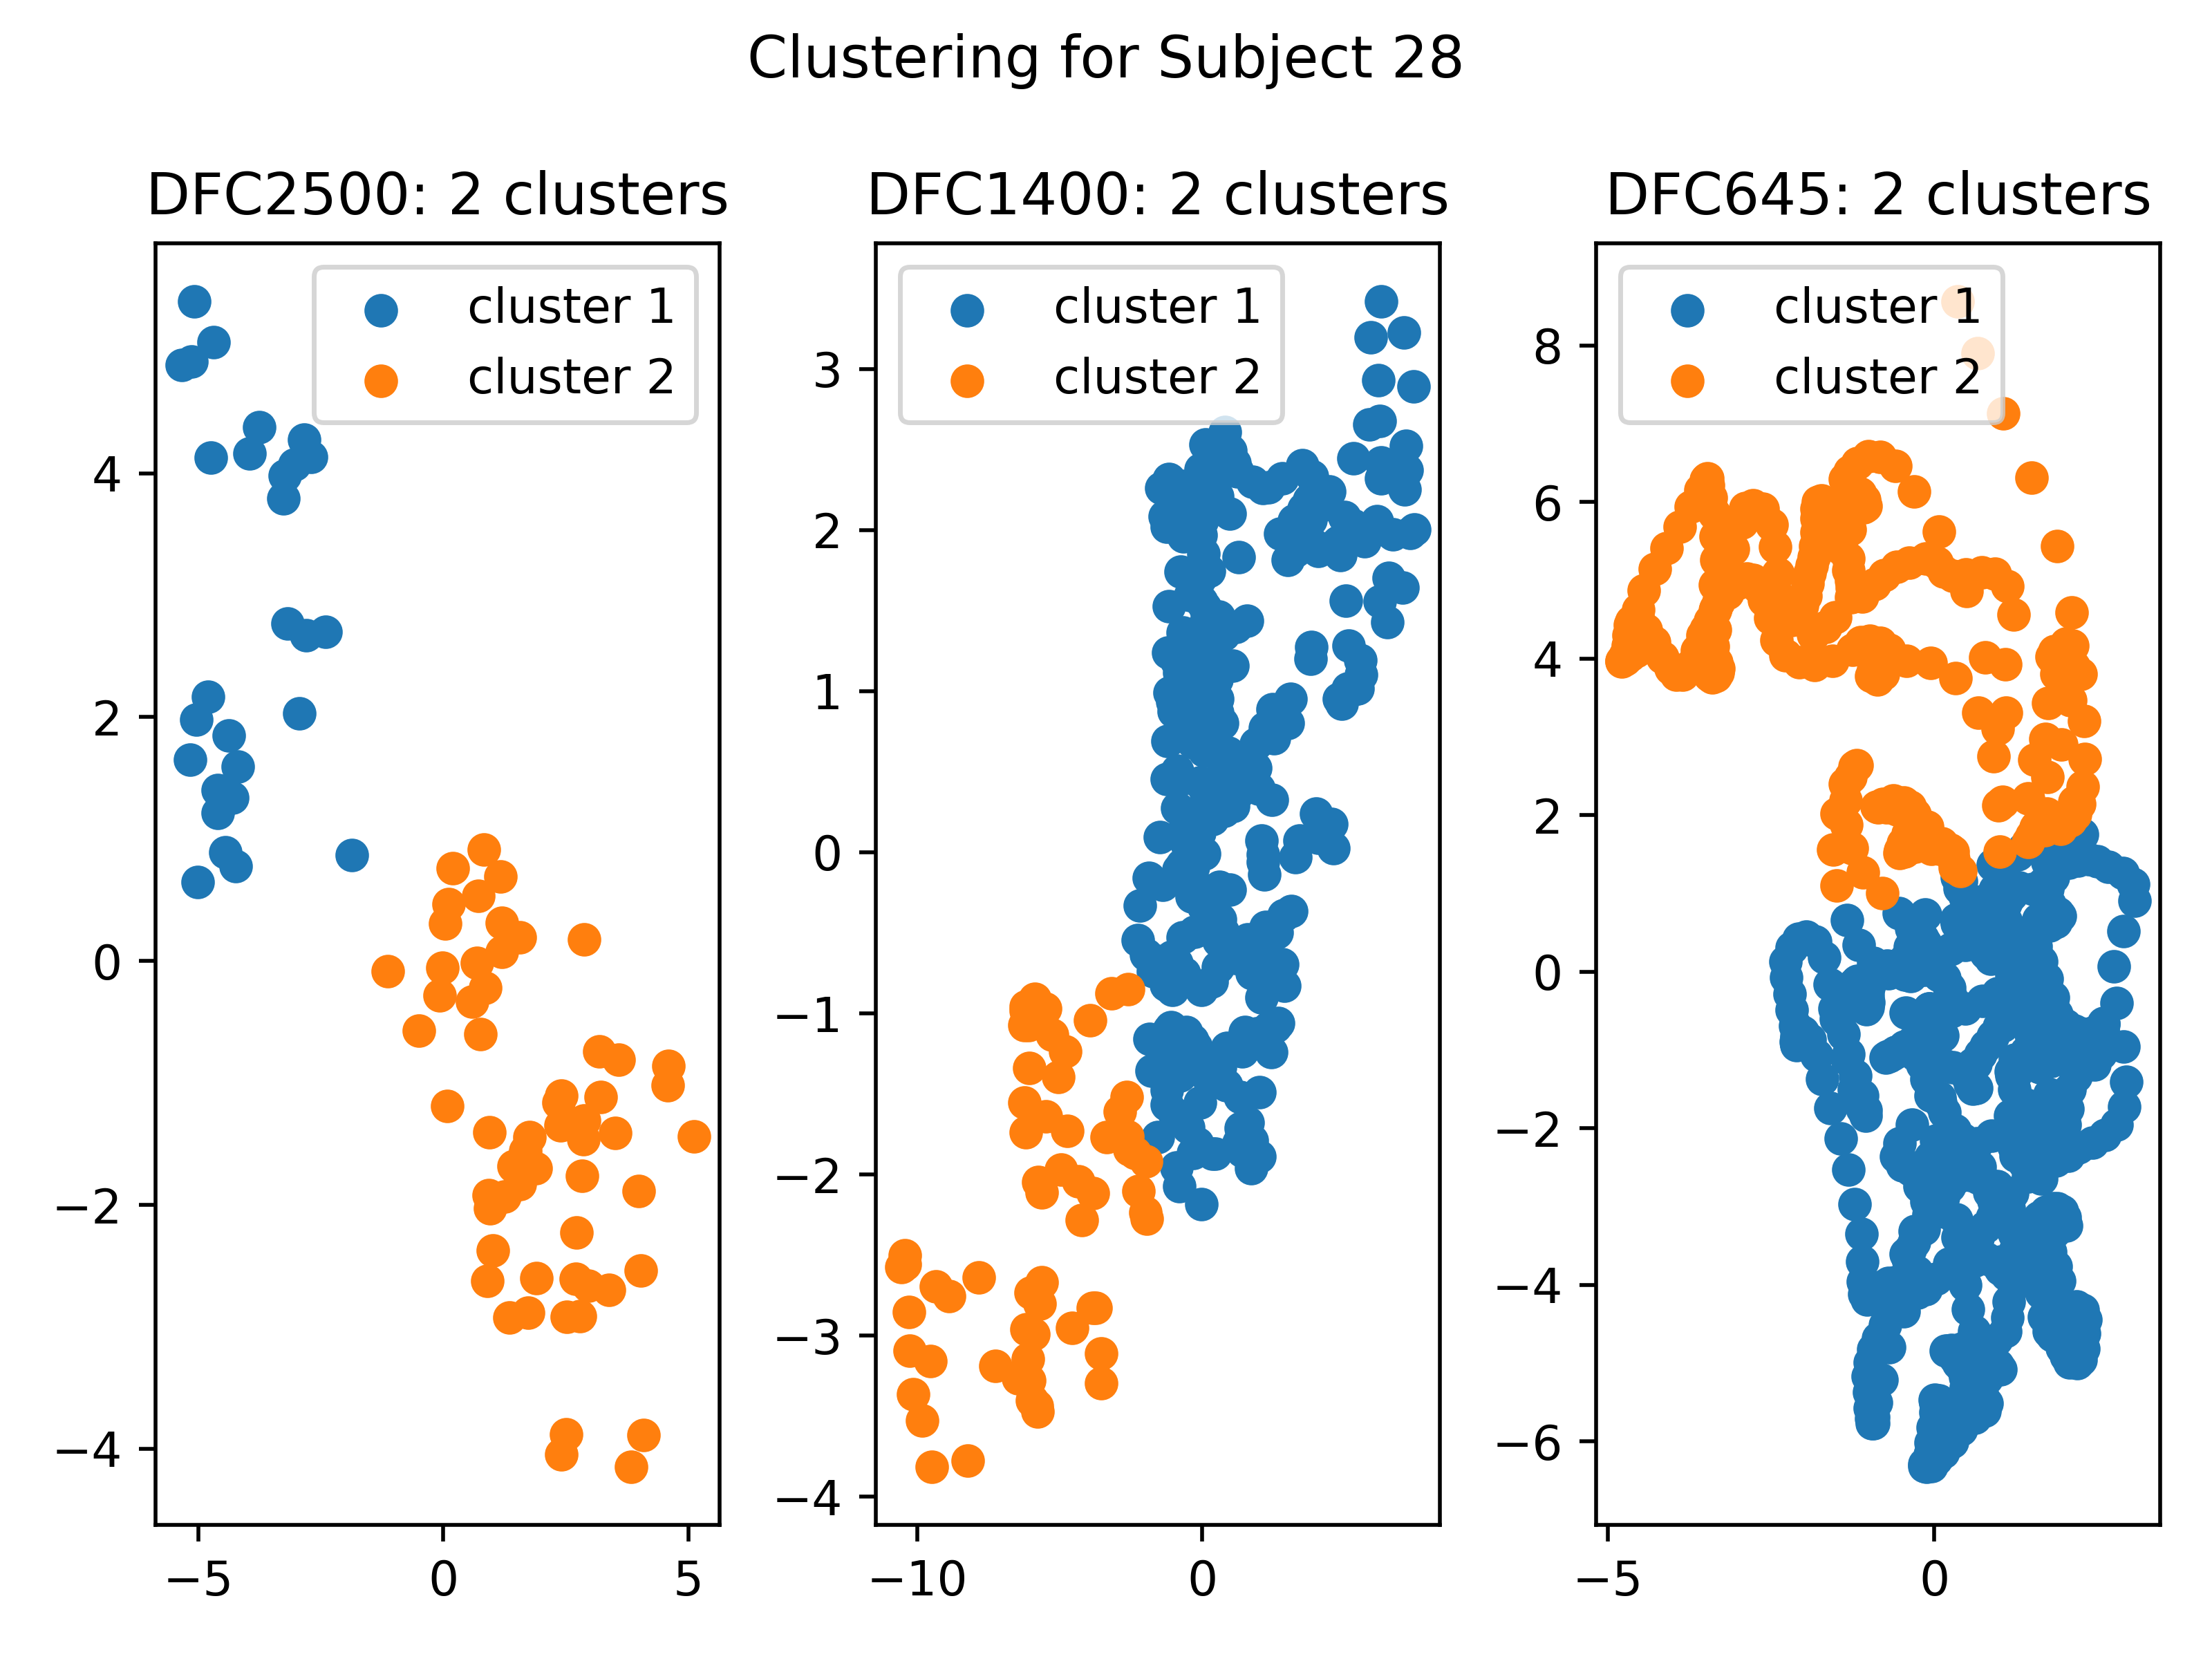 Clustering for Subject 28
DFC2500: 2 clusters
cluster 1
cluster 2
4
2
0
−2
−4
−5 0 5
DFC1400: 2 clusters
cluster 1
cluster 2
3
2
1
0
−1
−2
−3
−4
−10 0
DFC645: 2 clusters
cluster 1
cluster 2
8
6
4
2
0
−2
−4
−6
−5 0